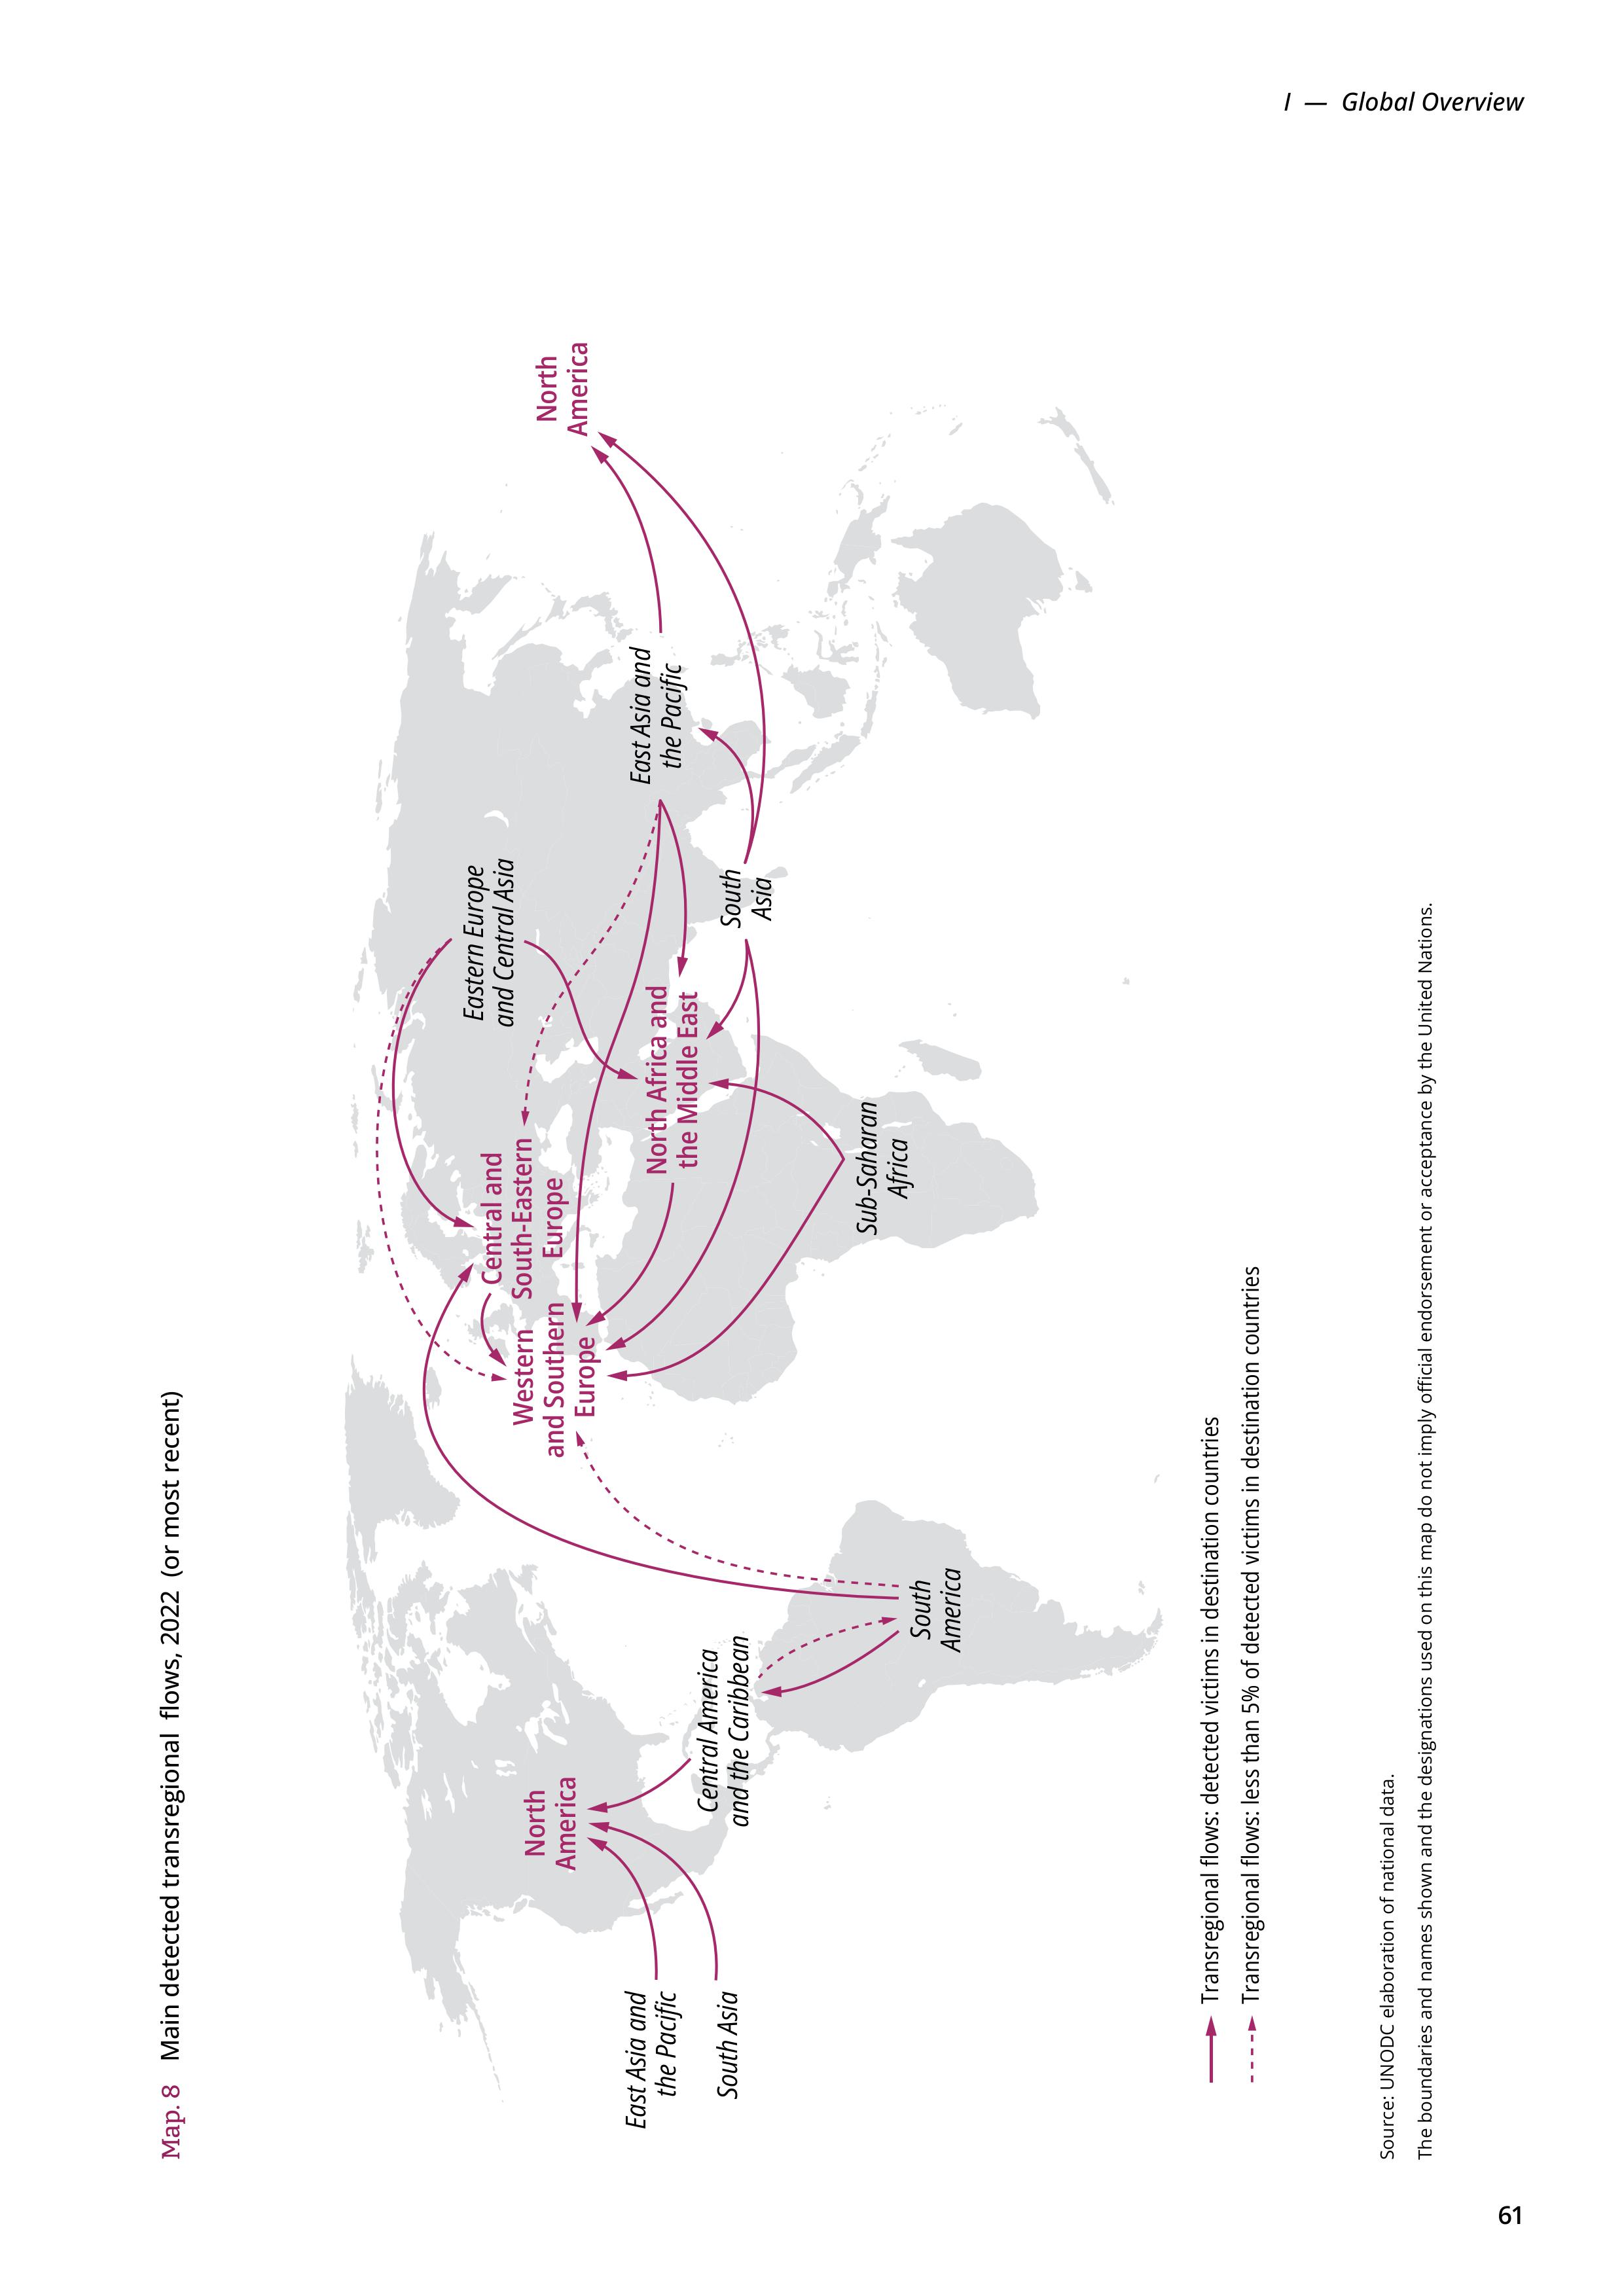 I — Global Overview
Map. 8 Main detected transregional flows, 2022 (or most recent)
North
America
East Asia and
the Pacific
South Asia
Central America
and the Caribbean
South
America
Western
and Southern
Europe
Central and
South-Eastern
Europe
Eastern Europe
and Central Asia
North Africa and
the Middle East
Sub-Saharan
Africa
South
Asia
East Asia and
the Pacific
North
America
Transregional flows: detected victims in destination countries
Transregional flows: less than 5% of detected victims in destination countries
Source: UNODC elaboration of national data.
The boundaries and names shown and the designations used on this map do not imply official endorsement or acceptance by the United Nations.
61